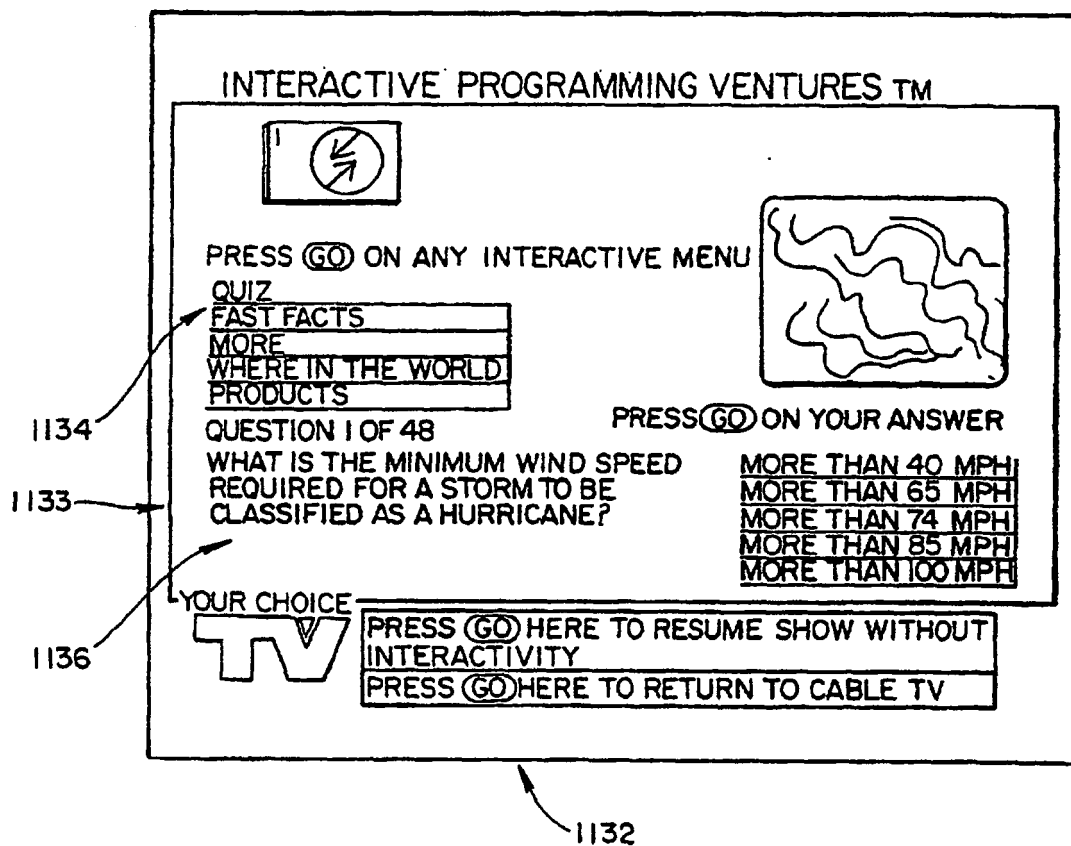 INTERACTIVE PROGRAMMING VENTURES TM
1
PRESS GO ON ANY INTERACTIVE MENU
QUIZ
FAST FACTS
MORE
WHERE IN THE WORLD
PRODUCTS
1134
QUESTION 1 OF 48
PRESS GO ON YOUR ANSWER
WHAT IS THE MINIMUM WIND SPEED
REQUIRED FOR A STORM TO BE
CLASSIFIED AS A HURRICANE?
MORE THAN 40 MPH
MORE THAN 65 MPH
MORE THAN 74 MPH
MORE THAN 85 MPH
MORE THAN 100 MPH
1133
1136
YOUR CHOICE
TV
PRESS GO HERE TO RESUME SHOW WITHOUT
INTERACTIVITY
PRESS GO HERE TO RETURN TO CABLE TV
1132